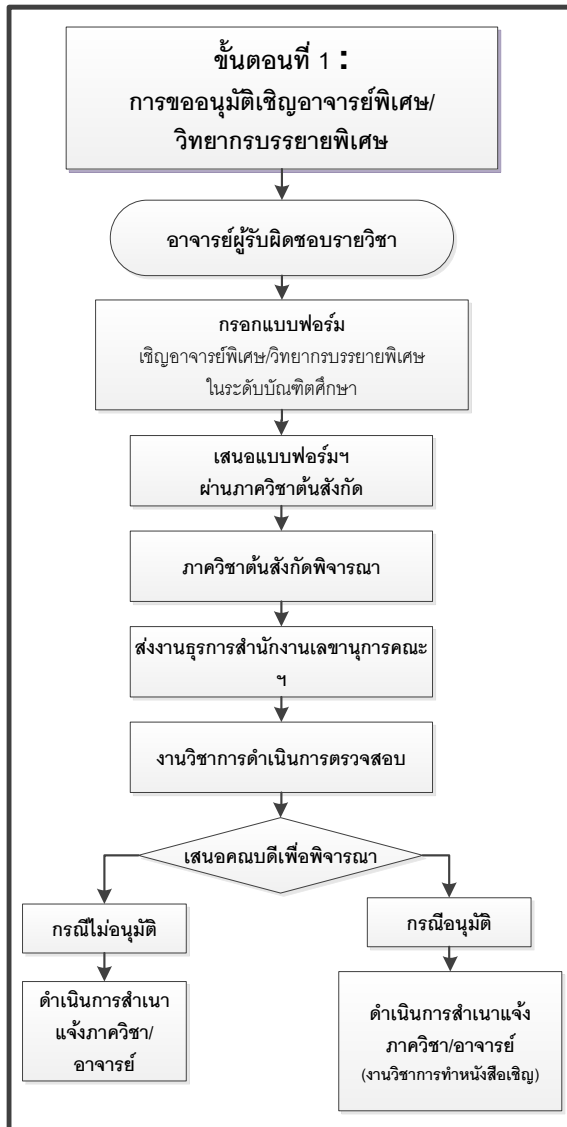 ขั้นตอนที่ 1 :
การขออนุมัติเชิญอาจารย์พิเศษ/
วิทยากรบรรยายพิเศษ
อาจารย์ผู้รับผิดชอบรายวิชา
กรอกแบบฟอร์ม
เชิญอาจารย์พิเศษ/วิทยากรบรรยายพิเศษ
ในระดับบัณฑิตศึกษา
เสนอแบบฟอร์มฯ
ผ่านภาควิชาต้นสังกัด
ภาควิชาต้นสังกัดพิจารณา
ส่งงานธุรการสำนักงานเลขานุการคณะ
ฯ
งานวิชาการดำเนินการตรวจสอบ
เสนอคณบดีเพื่อพิจารณา
กรณีไม่อนุมัติ
ดำเนินการสำเนา
แจ้งภาควิชา/
อาจารย์
กรณีอนุมัติ
ดำเนินการสำเนาแจ้ง
ภาควิชา/อาจารย์
(งานวิชาการทำหนังสือเชิญ)